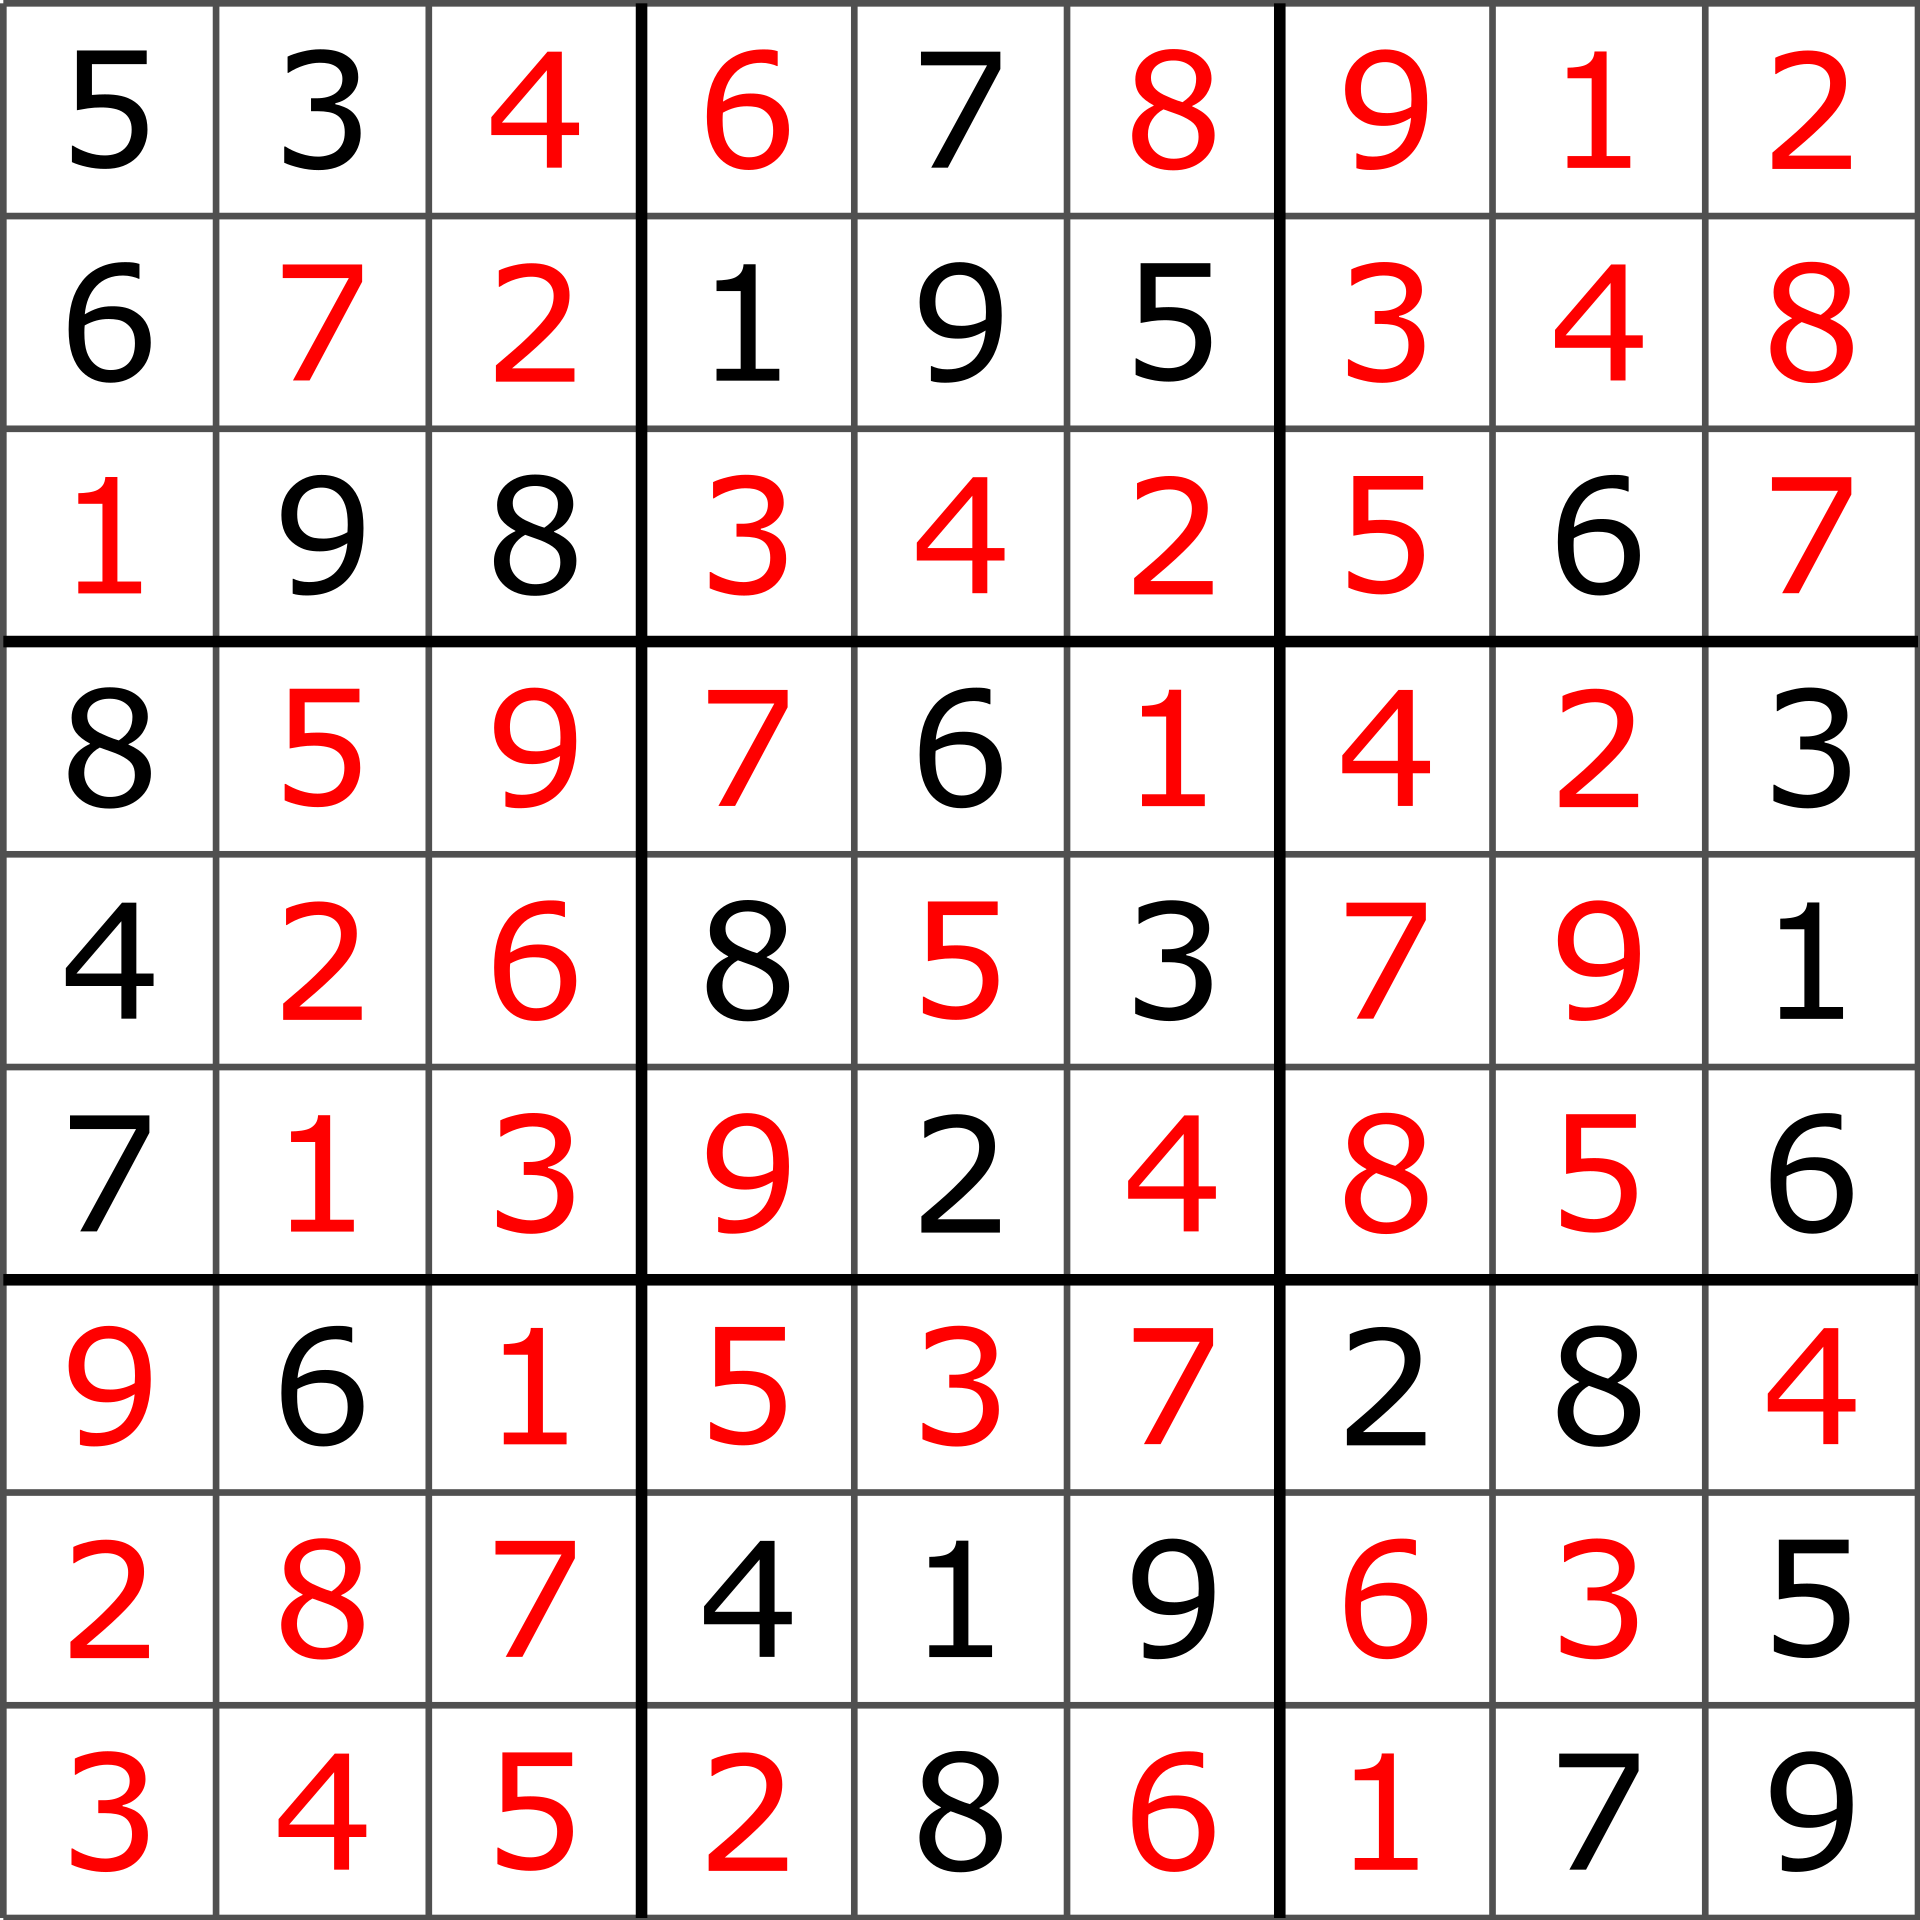 5 3 4 6 7 8 9 1 2
6 7 2 1 9 5 3 4 8
1 9 8 3 4 2 5 6 7
8 5 9 7 6 1 4 2 3
4 2 6 8 5 3 7 9 1
7 1 3 9 2 4 8 5 6
9 6 1 5 3 7 2 8 4
2 8 7 4 1 9 6 3 5
3 4 5 2 8 6 1 7 9